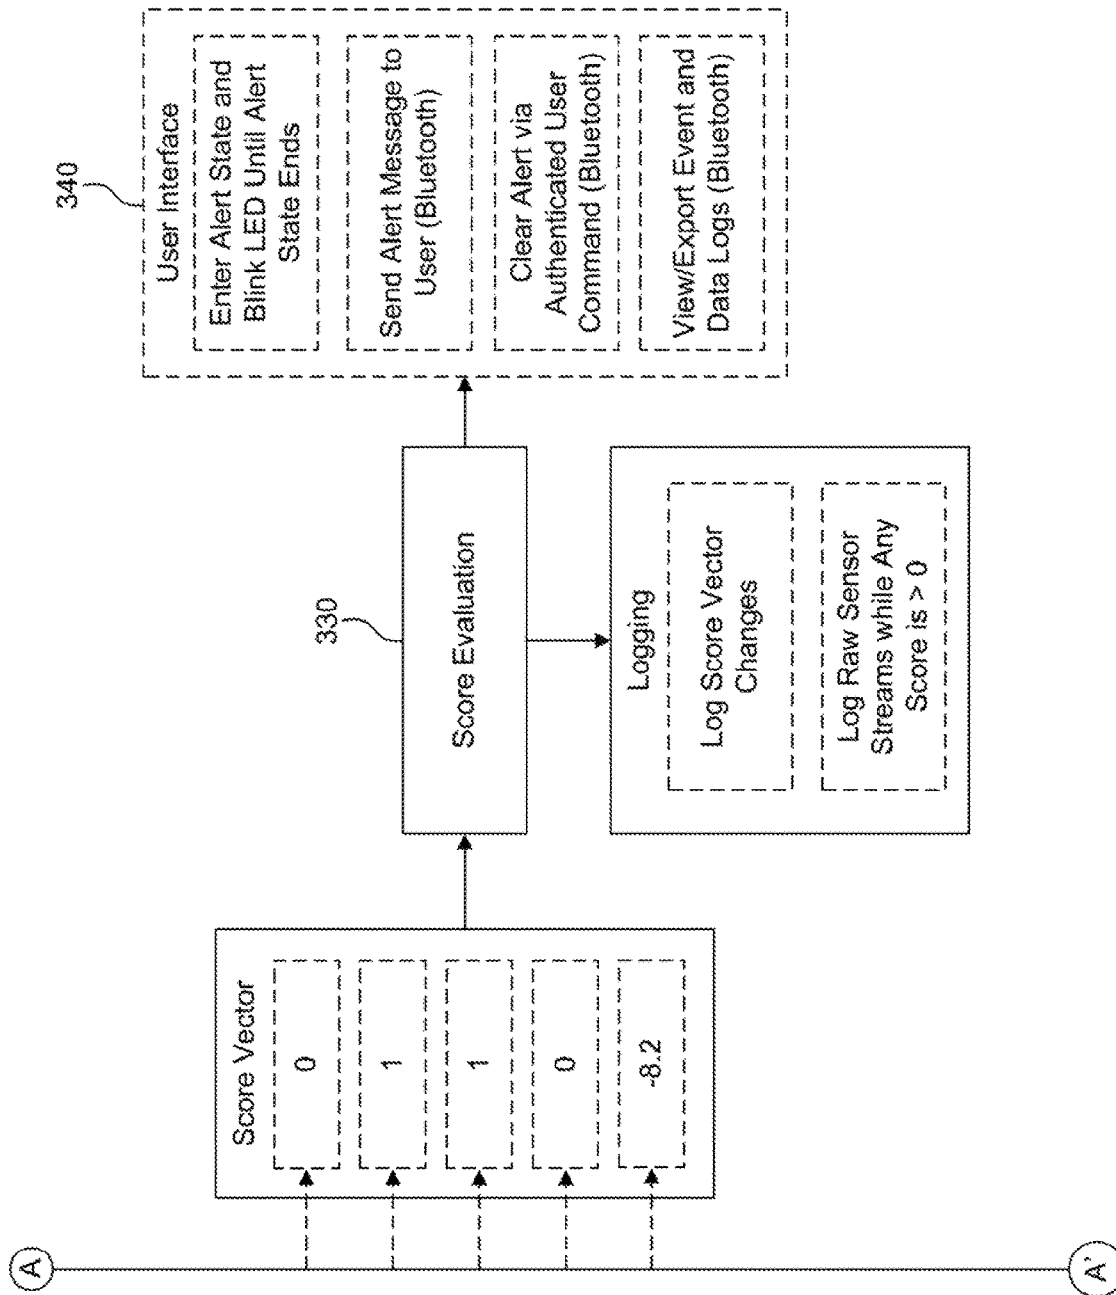 A
A'
Score Vector
0
1
1
0
-8.2
330
Score Evaluation
Logging
Log Score Vector
Changes
Log Raw Sensor
Streams while Any
Score is > 0
340
User Interface
Enter Alert State and
Blink LED Until Alert
State Ends
Send Alert Message to
User (Bluetooth)
Clear Alert via
Authenticated User
Command (Bluetooth)
View/Export Event and
Data Logs (Bluetooth)